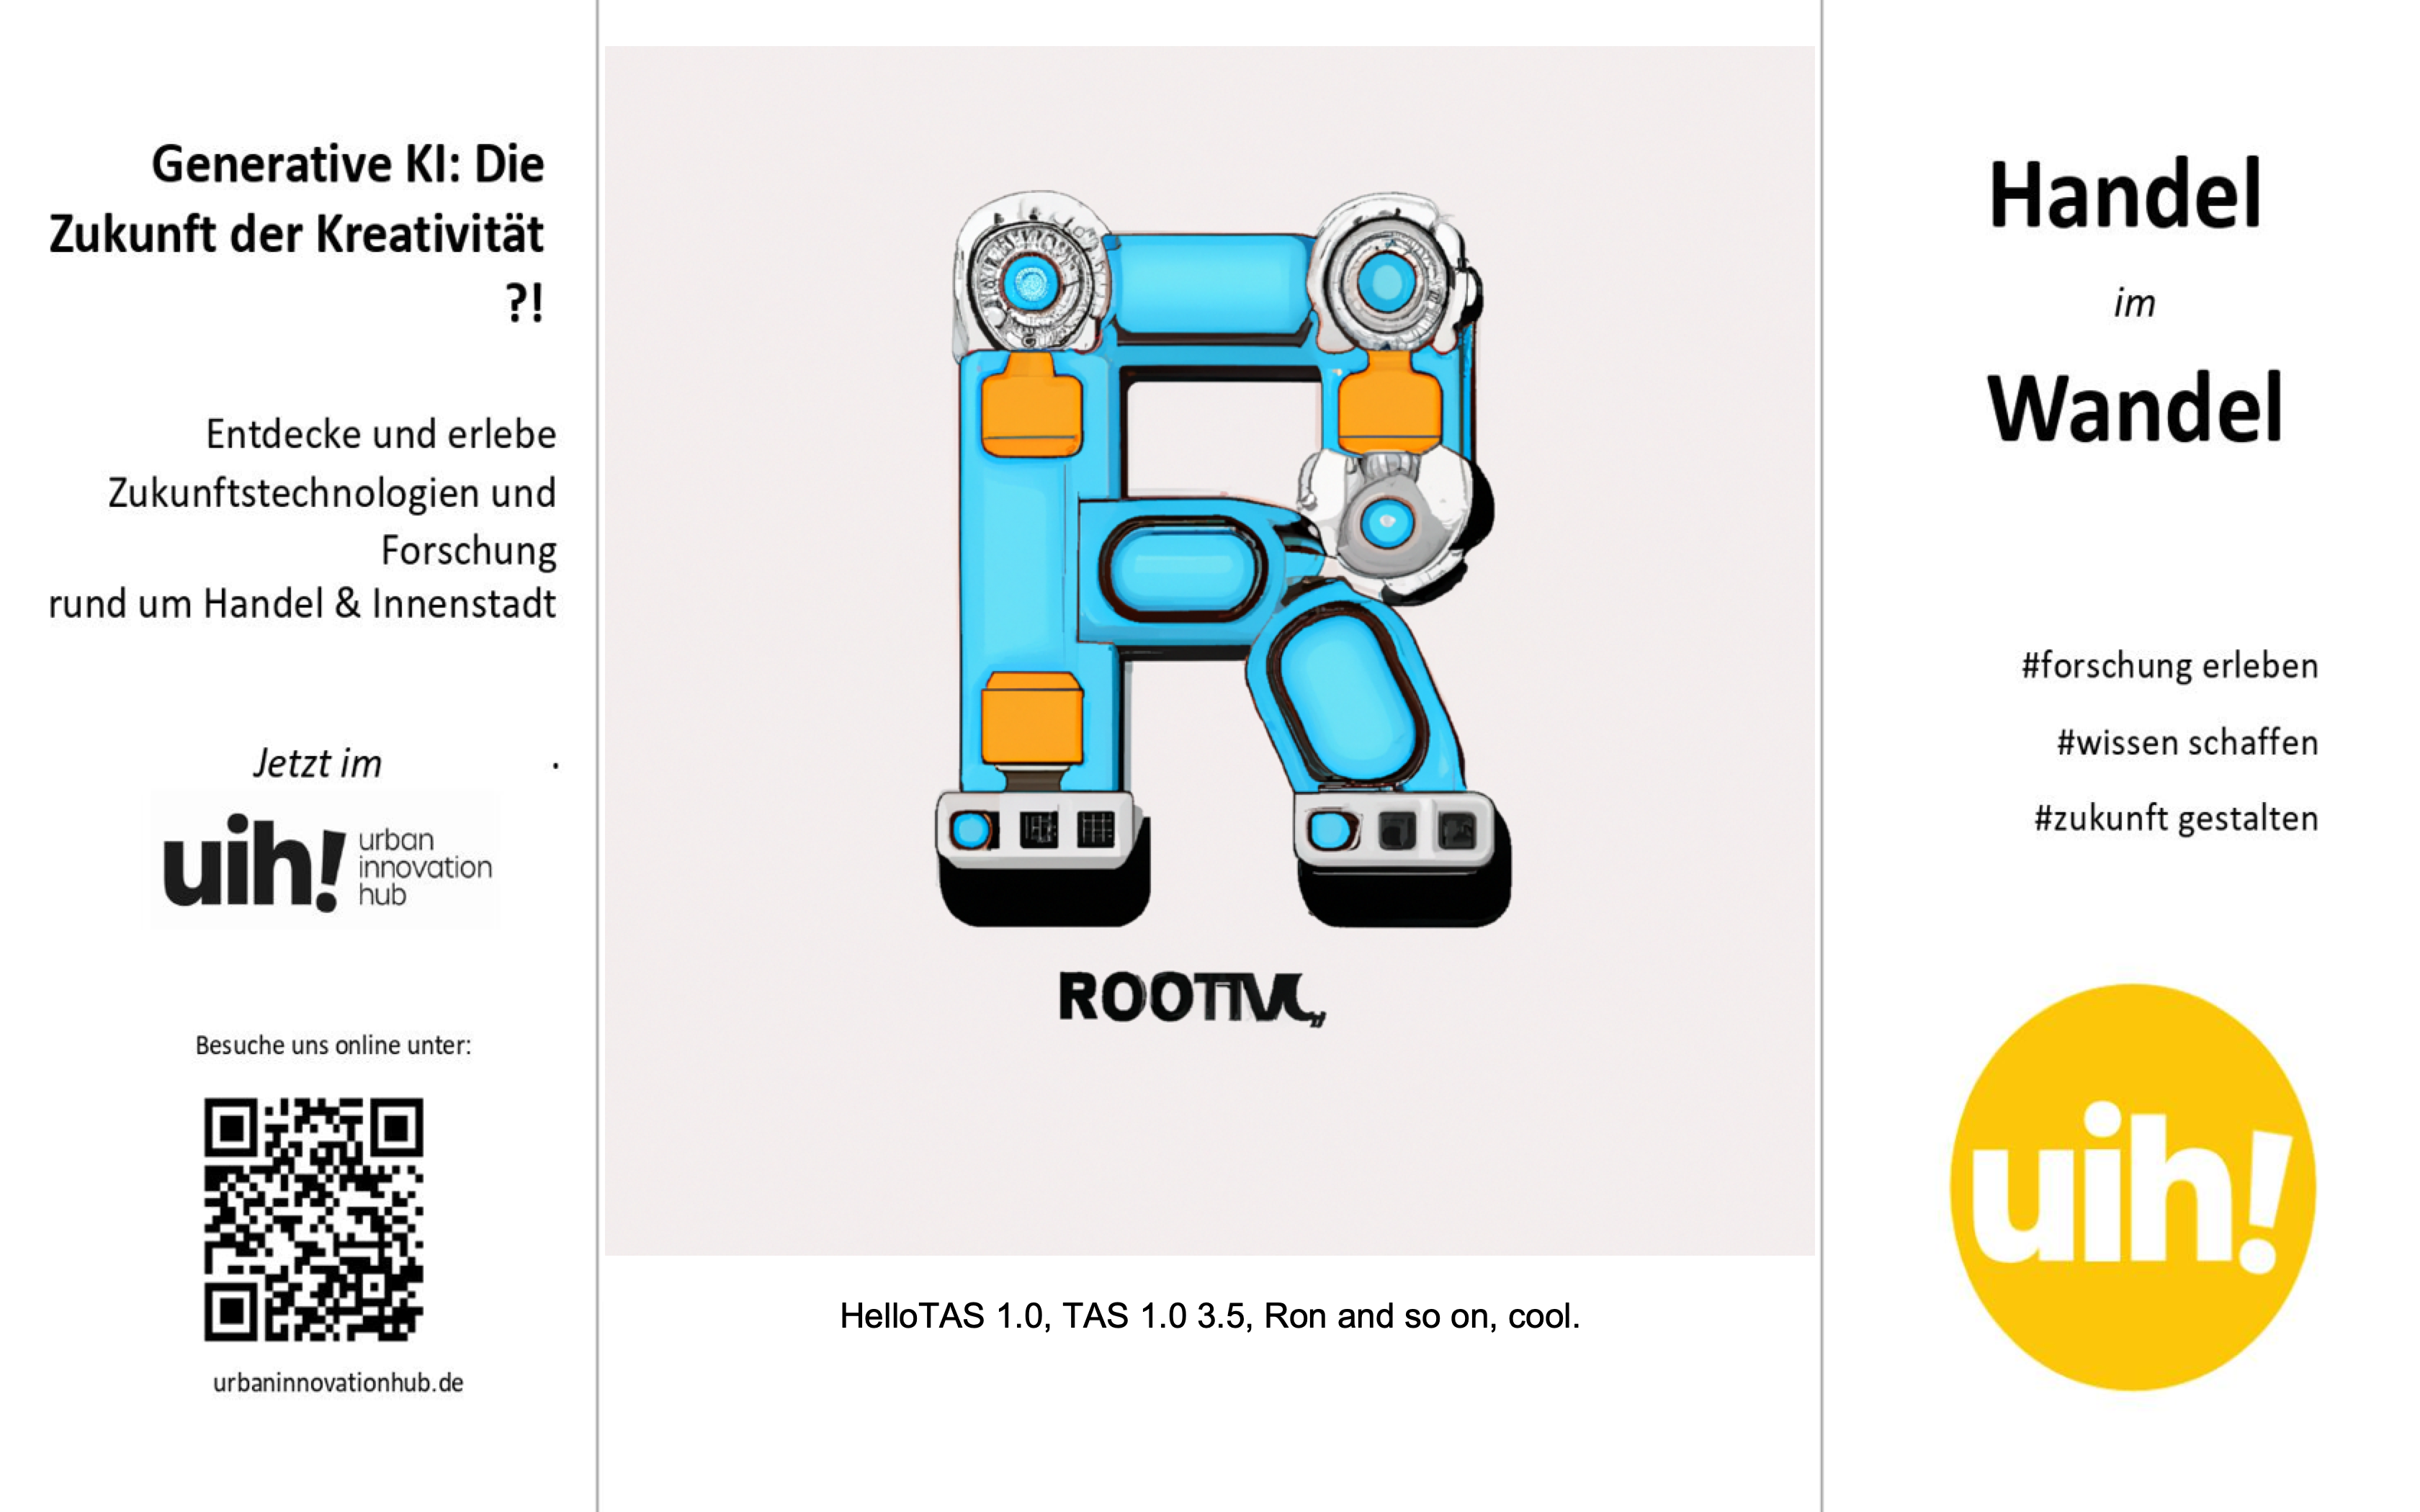 Generative KI: Die
Zukunft der Kreativität
?!
Entdecke und erlebe
Zukunftstechnologien und
Forschung
rund um Handel & Innenstadt
Jetzt im
.
uih! urban
innovation
hub
Besuche uns online unter:
urbaninnovationhub.de
HelloTAS 1.0, TAS 1.0 3.5, Ron and so on, cool.
Handel
im
Wandel
#forschung erleben
#wissen schaffen
#zukunft gestalten
uih!